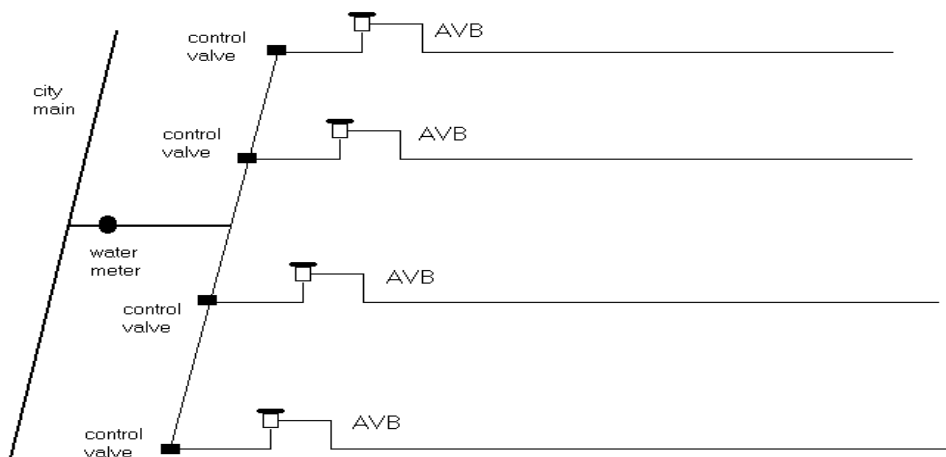 AVB
control
valve
city
main
control
valve
AVB
water
meter
AVB
control
valve
AVB
control
valve